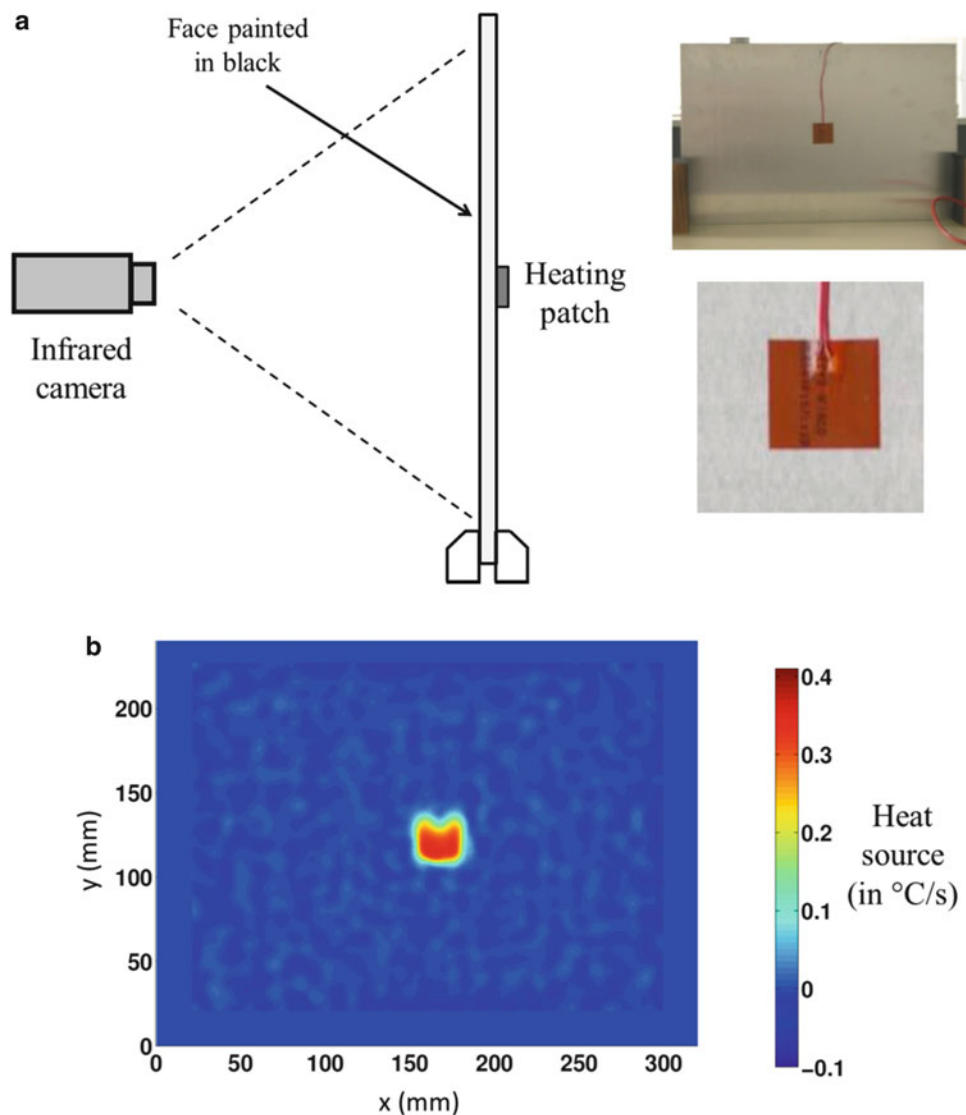 a
Face painted
in black
Infrared
camera
Heating
patch
b
y (mm)
200
150
100
50
0
0 50 100 150 200 250 300
x (mm)
0.4
0.3
0.2
0.1
0
−0.1
Heat
source
(in °C/s)